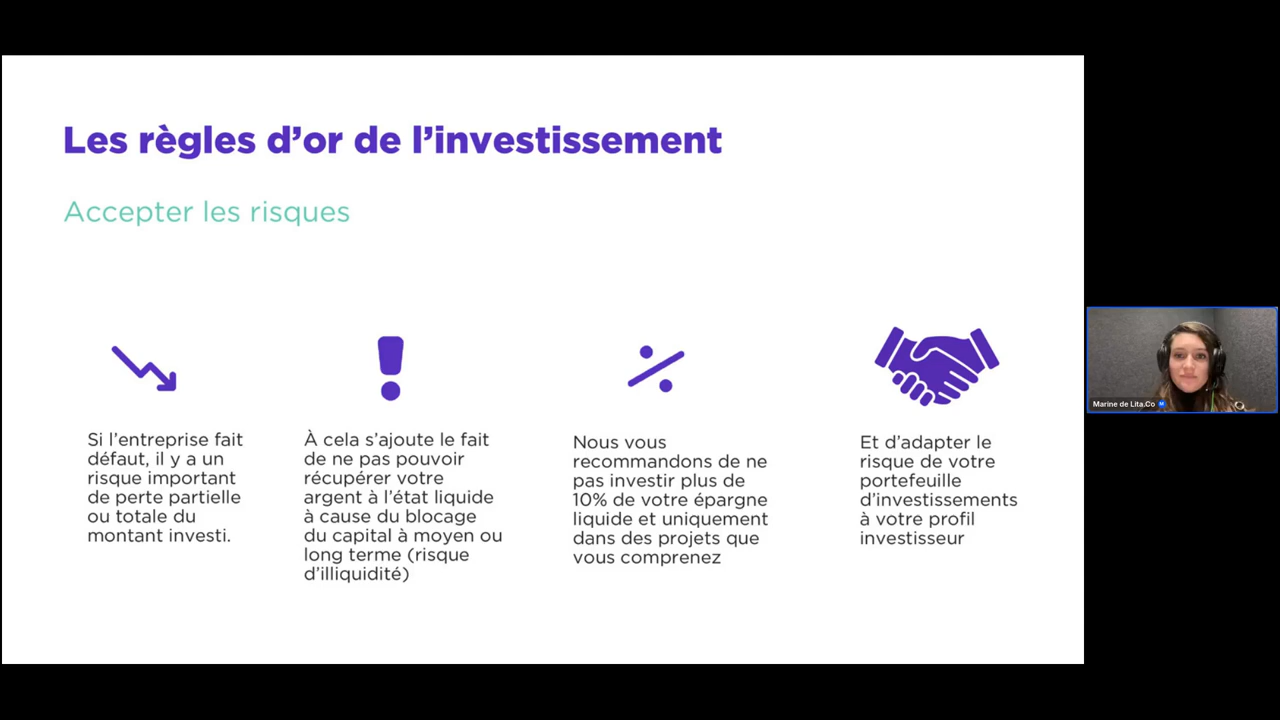 Les règles d’or de l’investissement
Accepter les risques
Si l’entreprise fait
défaut, il y a un
risque important
de perte partielle
ou totale du
montant investi.
À cela s’ajoute le fait
de ne pas pouvoir
récupérer votre
argent à l’état liquide
à cause du blocage
du capital à moyen ou
long terme (risque
d’illiquidité)
Nous vous
recommandons de ne
pas investir plus de
10% de votre épargne
liquide et uniquement
dans des projets que
vous comprenez
Et d’adapter le
risque de votre
portefeuille
d’investissements
à votre profil
investisseur
Marine de Lita.Co